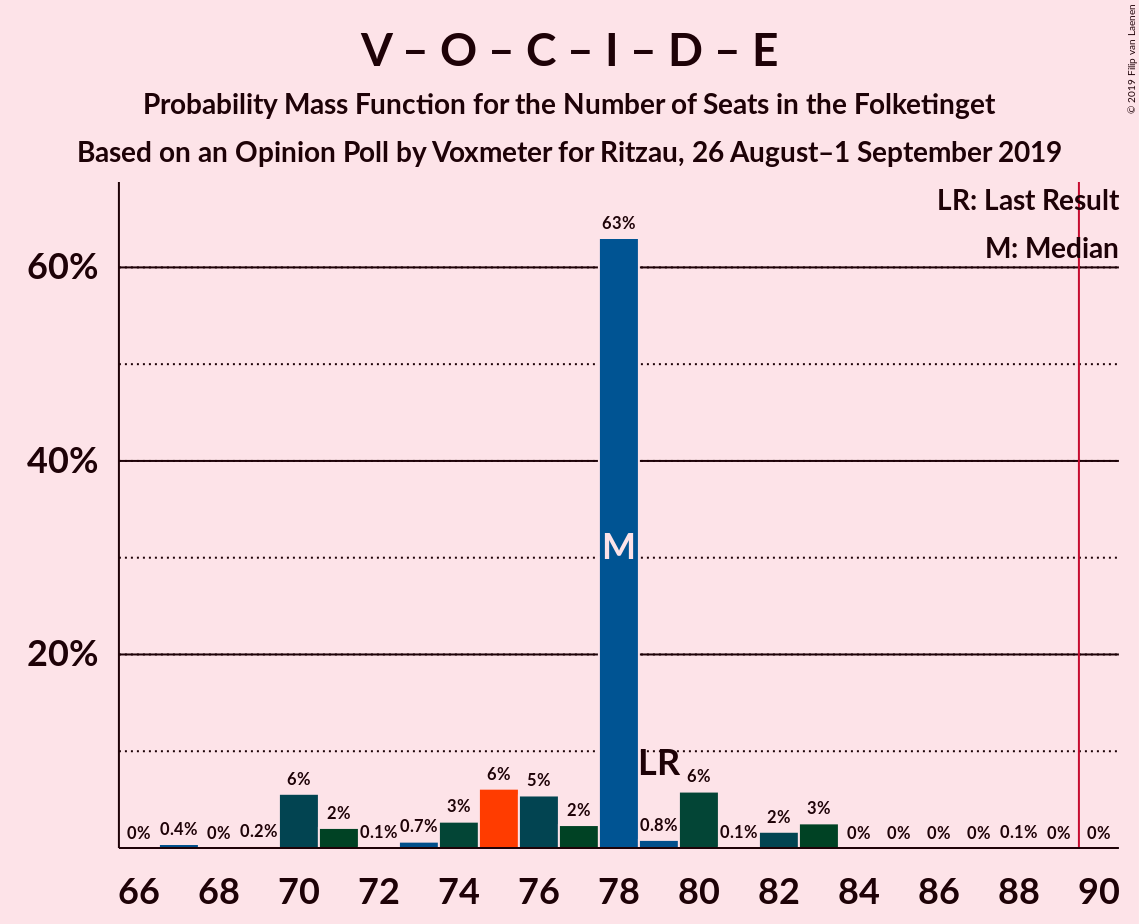 V – O – C – I – D – E
Probability Mass Function for the Number of Seats in the Folketinget
Based on an Opinion Poll by Voxmeter for Ritzau, 26 August–1 September 2019
© 2019 Filip van Laenen
LR: Last Result
M: Median
60%
40%
20%
0% 0.4% 0% 0.2% 6% 2% 0.1% 0.7% 3% 6% 5% 2% 63% 0.8% 6% 0.1% 2% 3% 0% 0% 0% 0% 0.1% 0% 0%
M
LR
66 68 70 72 74 76 78 80 82 84 86 88 90